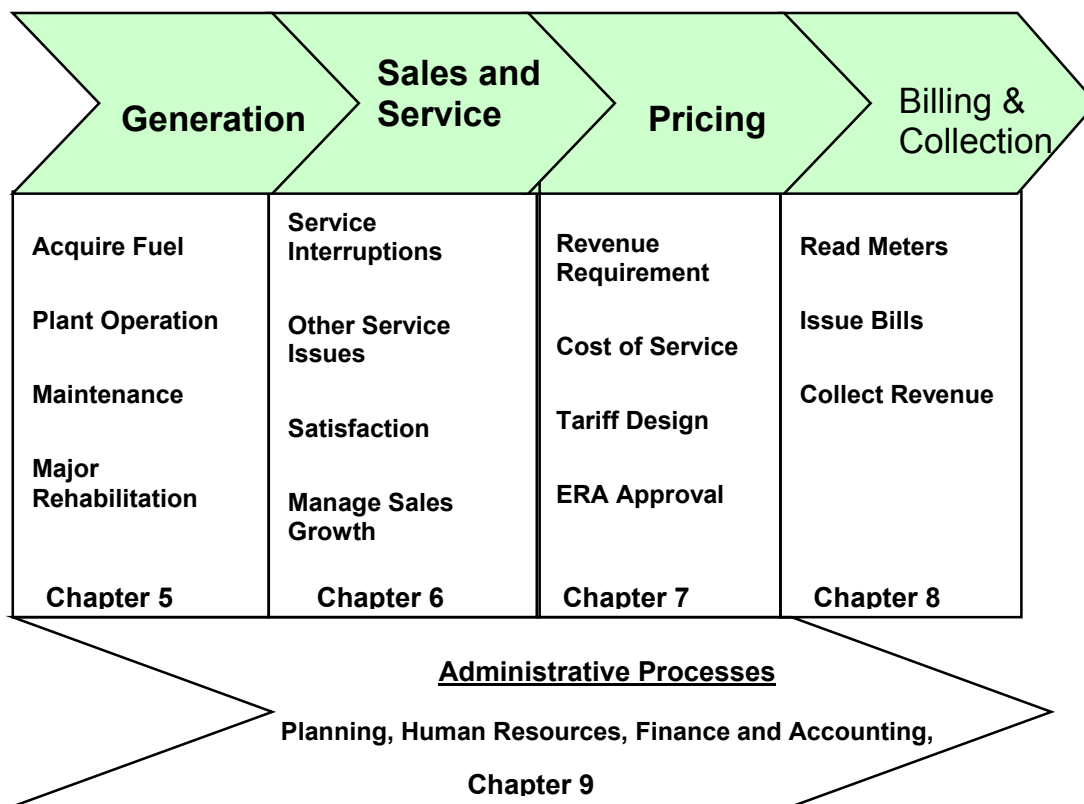 Generation
Sales and
Service
Pricing
Billing &
Collection
Acquire Fuel
Plant Operation
Maintenance
Major
Rehabilitation
Chapter 5
Service
Interruptions
Other Service
Issues
Satisfaction
Manage Sales
Growth
Chapter 6
Revenue
Requirement
Cost of Service
Tariff Design
ERA Approval
Chapter 7
Read Meters
Issue Bills
Collect Revenue
Chapter 8
Administrative Processes
Planning, Human Resources, Finance and Accounting,
Chapter 9